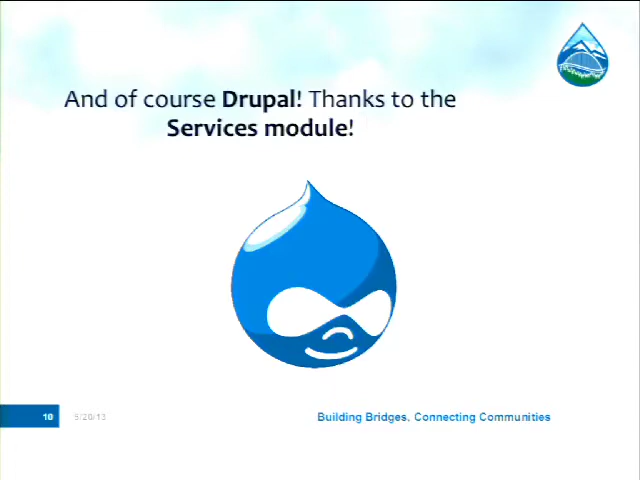 And of course Drupal! Thanks to the
Services module!
10
5/20/13
Building Bridges, Connecting Communities